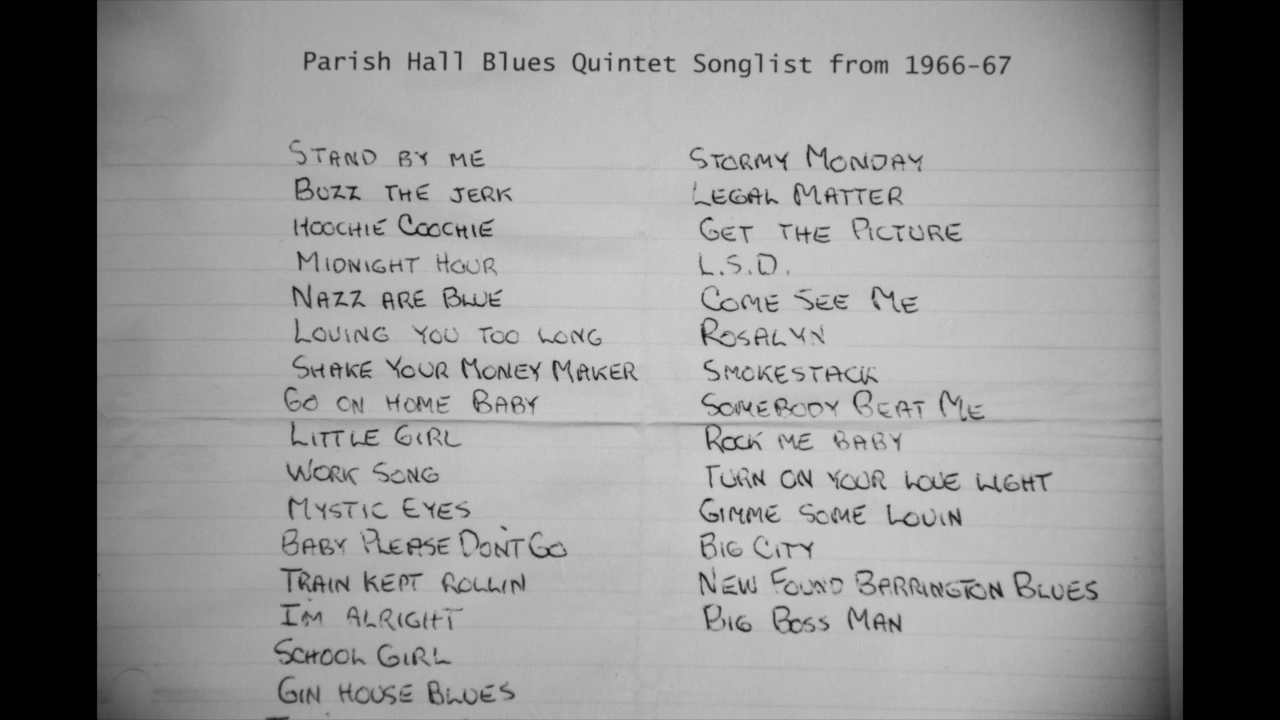 Parish Hall Blues Quintet Songlist from 1966-67
STAND BY ME
BUZZ THE JERK
HOOCHIE COOCHIE
MIDNIGHT HOUR
NAZZ ARE BLUE
LOVING YOU TOO LONG
SHAKE YOUR MONEY MAKER
GO ON HOME BABY
LITTLE GIRL
WORK SONG
MYSTIC EYES
BABY PLEASE DON'T GO
TRAIN KEPT ROLLIN
I'M ALRIGHT
SCHOOL GIRL
GIN HOUSE BLUES
STORMY MONDAY
LEGAL MATTER
GET THE PICTURE
L.S.D.
COME SEE ME
ROSALYN
SMOKESTACK
SOMEBODY BEAT ME
ROCK ME BABY
TURN ON YOUR LOVE LIGHT
GIMME SOME LOVIN
BIG CITY
NEW FOUND BARRINGTON BLUES
BIG BOSS MAN